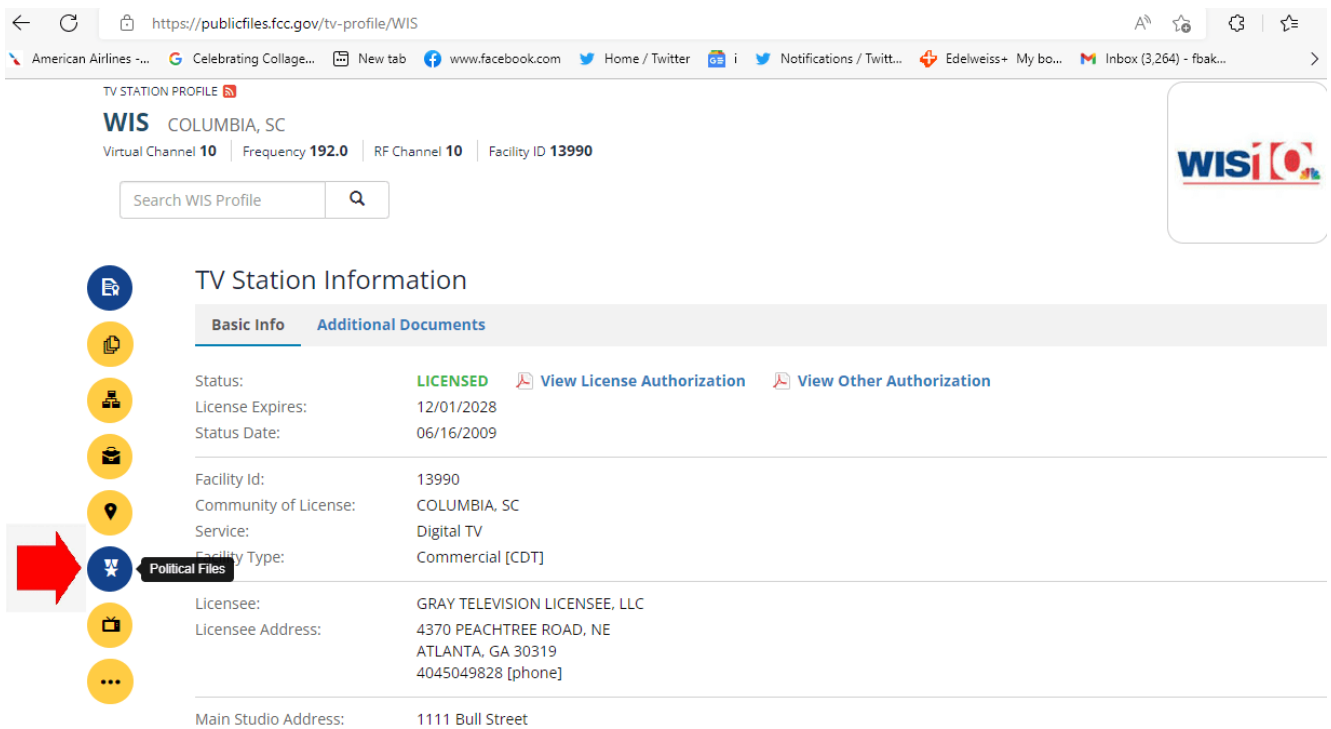 https://publicfiles.fcc.gov/tv-profile/WIS
American Airlines -... Celebrating Collage... New tab www.facebook.com Home / Twitter GE i Notifications / Twitt... Edelweiss+ My bo... Inbox (3,264) - fbak...
TV STATION PROFILE
WIS COLUMBIA, SC
Virtual Channel 10 Frequency 192.0 RF Channel 10 Facility ID 13990
Search WIS Profile
WIS 10
TV Station Information
Basic Info Additional Documents
Status: LICENSED View License Authorization View Other Authorization
License Expires: 12/01/2028
Status Date: 06/16/2009
Facility Id: 13990
Community of License: COLUMBIA, SC
Service: Digital TV
Facility Type: Commercial [CDT]
Political Files
Licensee: GRAY TELEVISION LICENSEE, LLC
Licensee Address: 4370 PEACHTREE ROAD, NE
ATLANTA, GA 30319
4045049828 [phone]
Main Studio Address: 1111 Bull Street